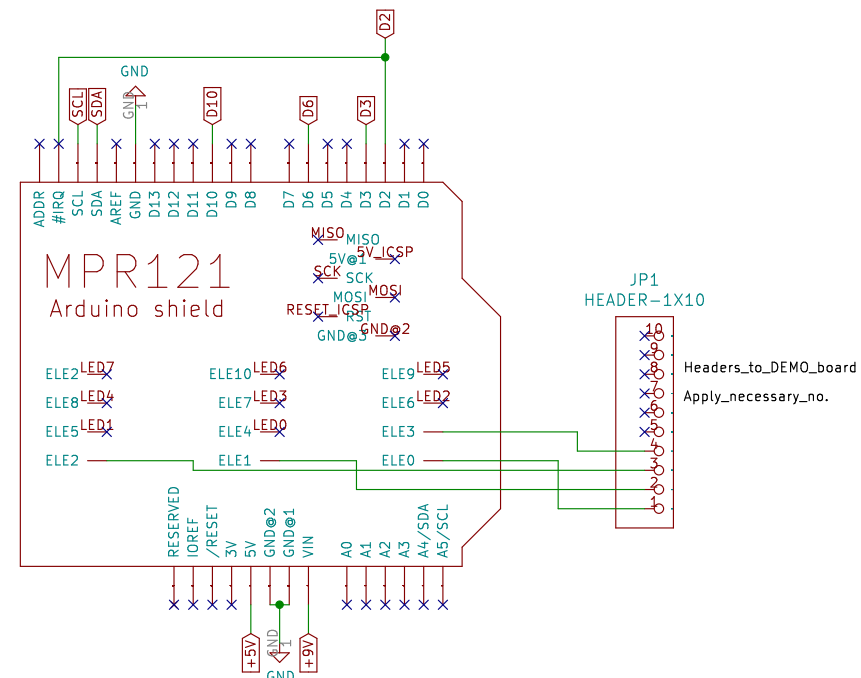 D2
GND
GND
1
SCL
SDA
D10
D6
D3
ADDR
#IRQ
SCL
SDA
AREF
GND
D13
D12
D11
D10
D9
D8
D7
D6
D5
D4
D3
D2
D1
D0
MISO
MISO
5V@1
5V_ICSP
SCK
SCK
MOSI
MOSI
RESET_ICSP
RST
GND@2
GND@3
MPR121
Arduino shield
ELE2
LED7
ELE10
LED6
ELE9
LED5
ELE8
LED4
ELE7
LED3
ELE6
LED2
ELE5
LED1
ELE4
LED0
ELE3
ELE2
ELE1
ELE0
JP1
HEADER-1X10
10
9
8
7
6
5
4
3
2
1
Headers_to_DEMO_board
Apply_necessary_no.
RESERVED
IOREF
/RESET
3V
5V
GND@2
GND@1
VIN
A0
A1
A2
A3
A4/SDA
A5/SCL
+5V
GND
1
+9V
GND